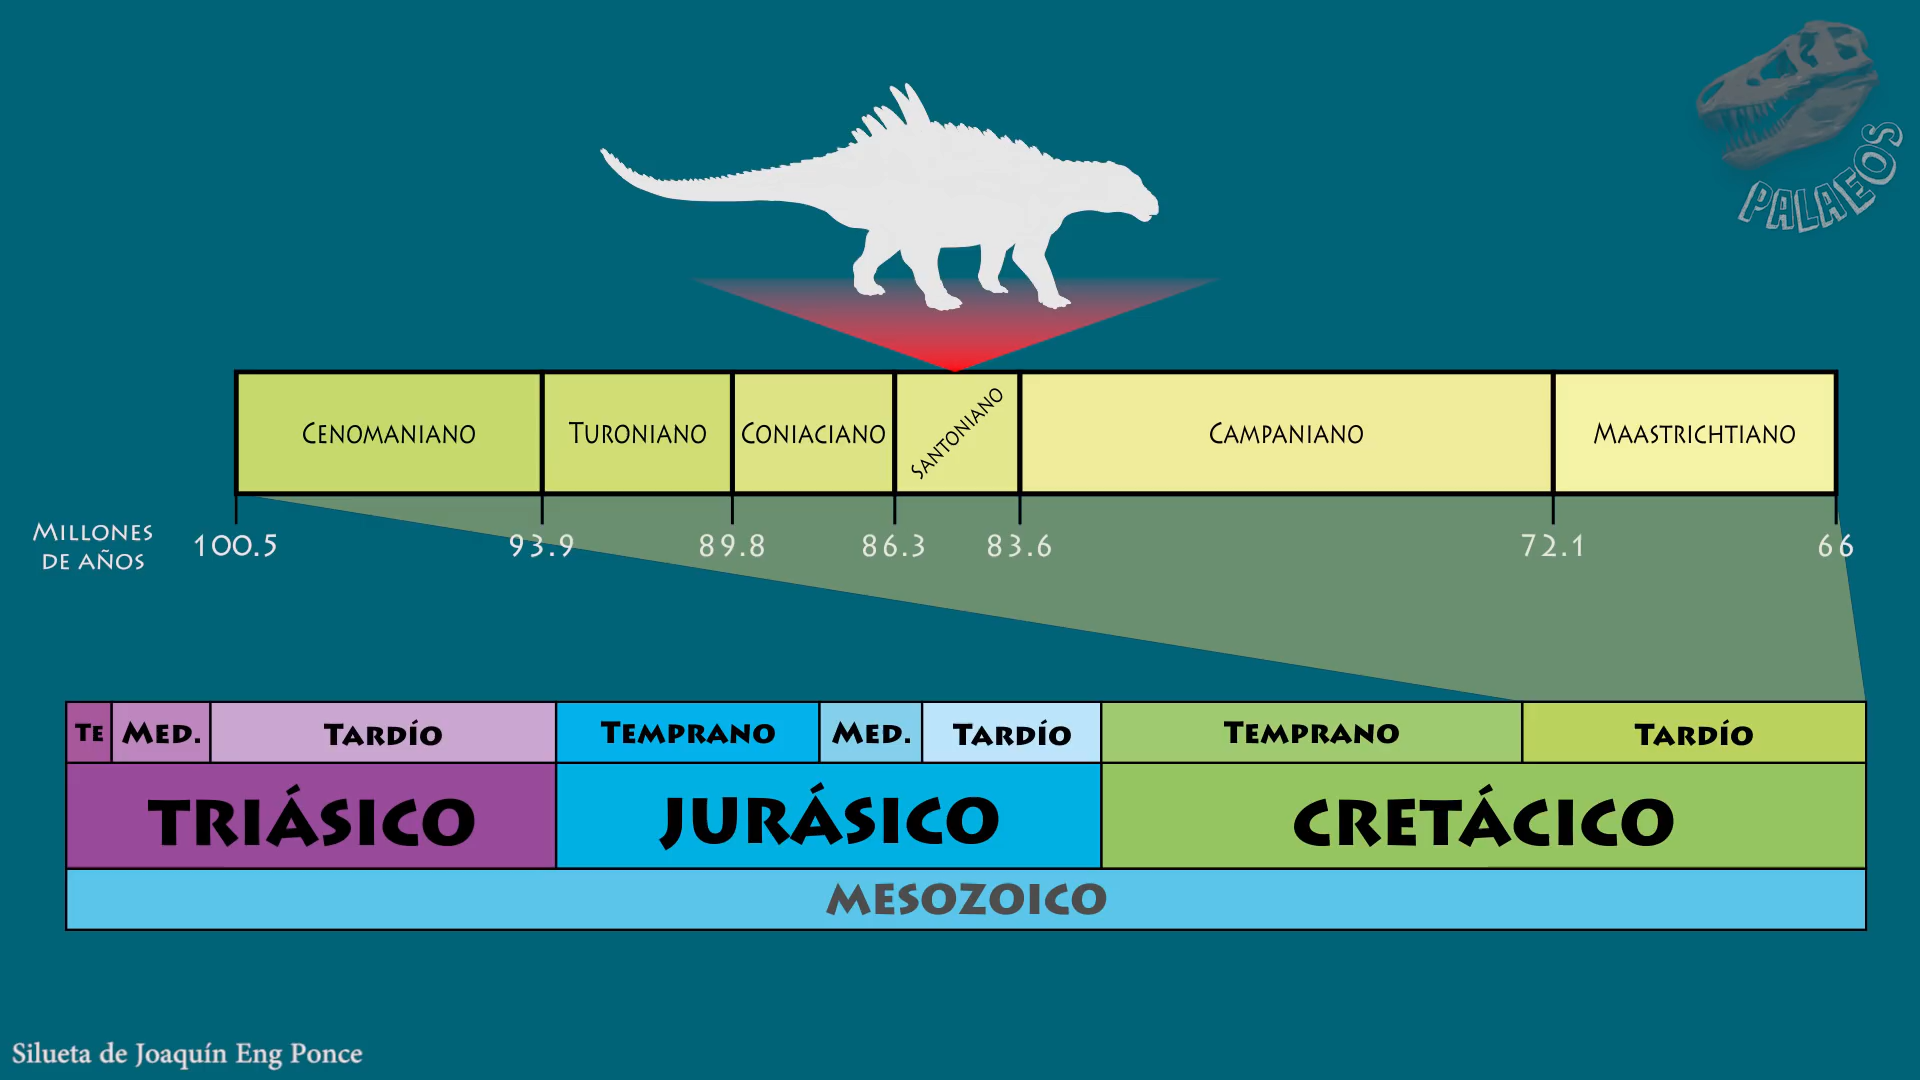 PALAEOS
CENOMANIANO
TURONIANO
CONIACIANO
SANTONIANO
CAMPANIANO
MAASTRICHTIANO
MILLONES
DE AÑOS
100.5
93.9
89.8
86.3
83.6
72.1
66
TE
MED.
TARDÍO
TEMPRANO
MED.
TARDÍO
TEMPRANO
TARDÍO
TRIÁSICO
JURÁSICO
CRETÁCICO
MESOZOICO
Silueta de Joaquín Eng Ponce